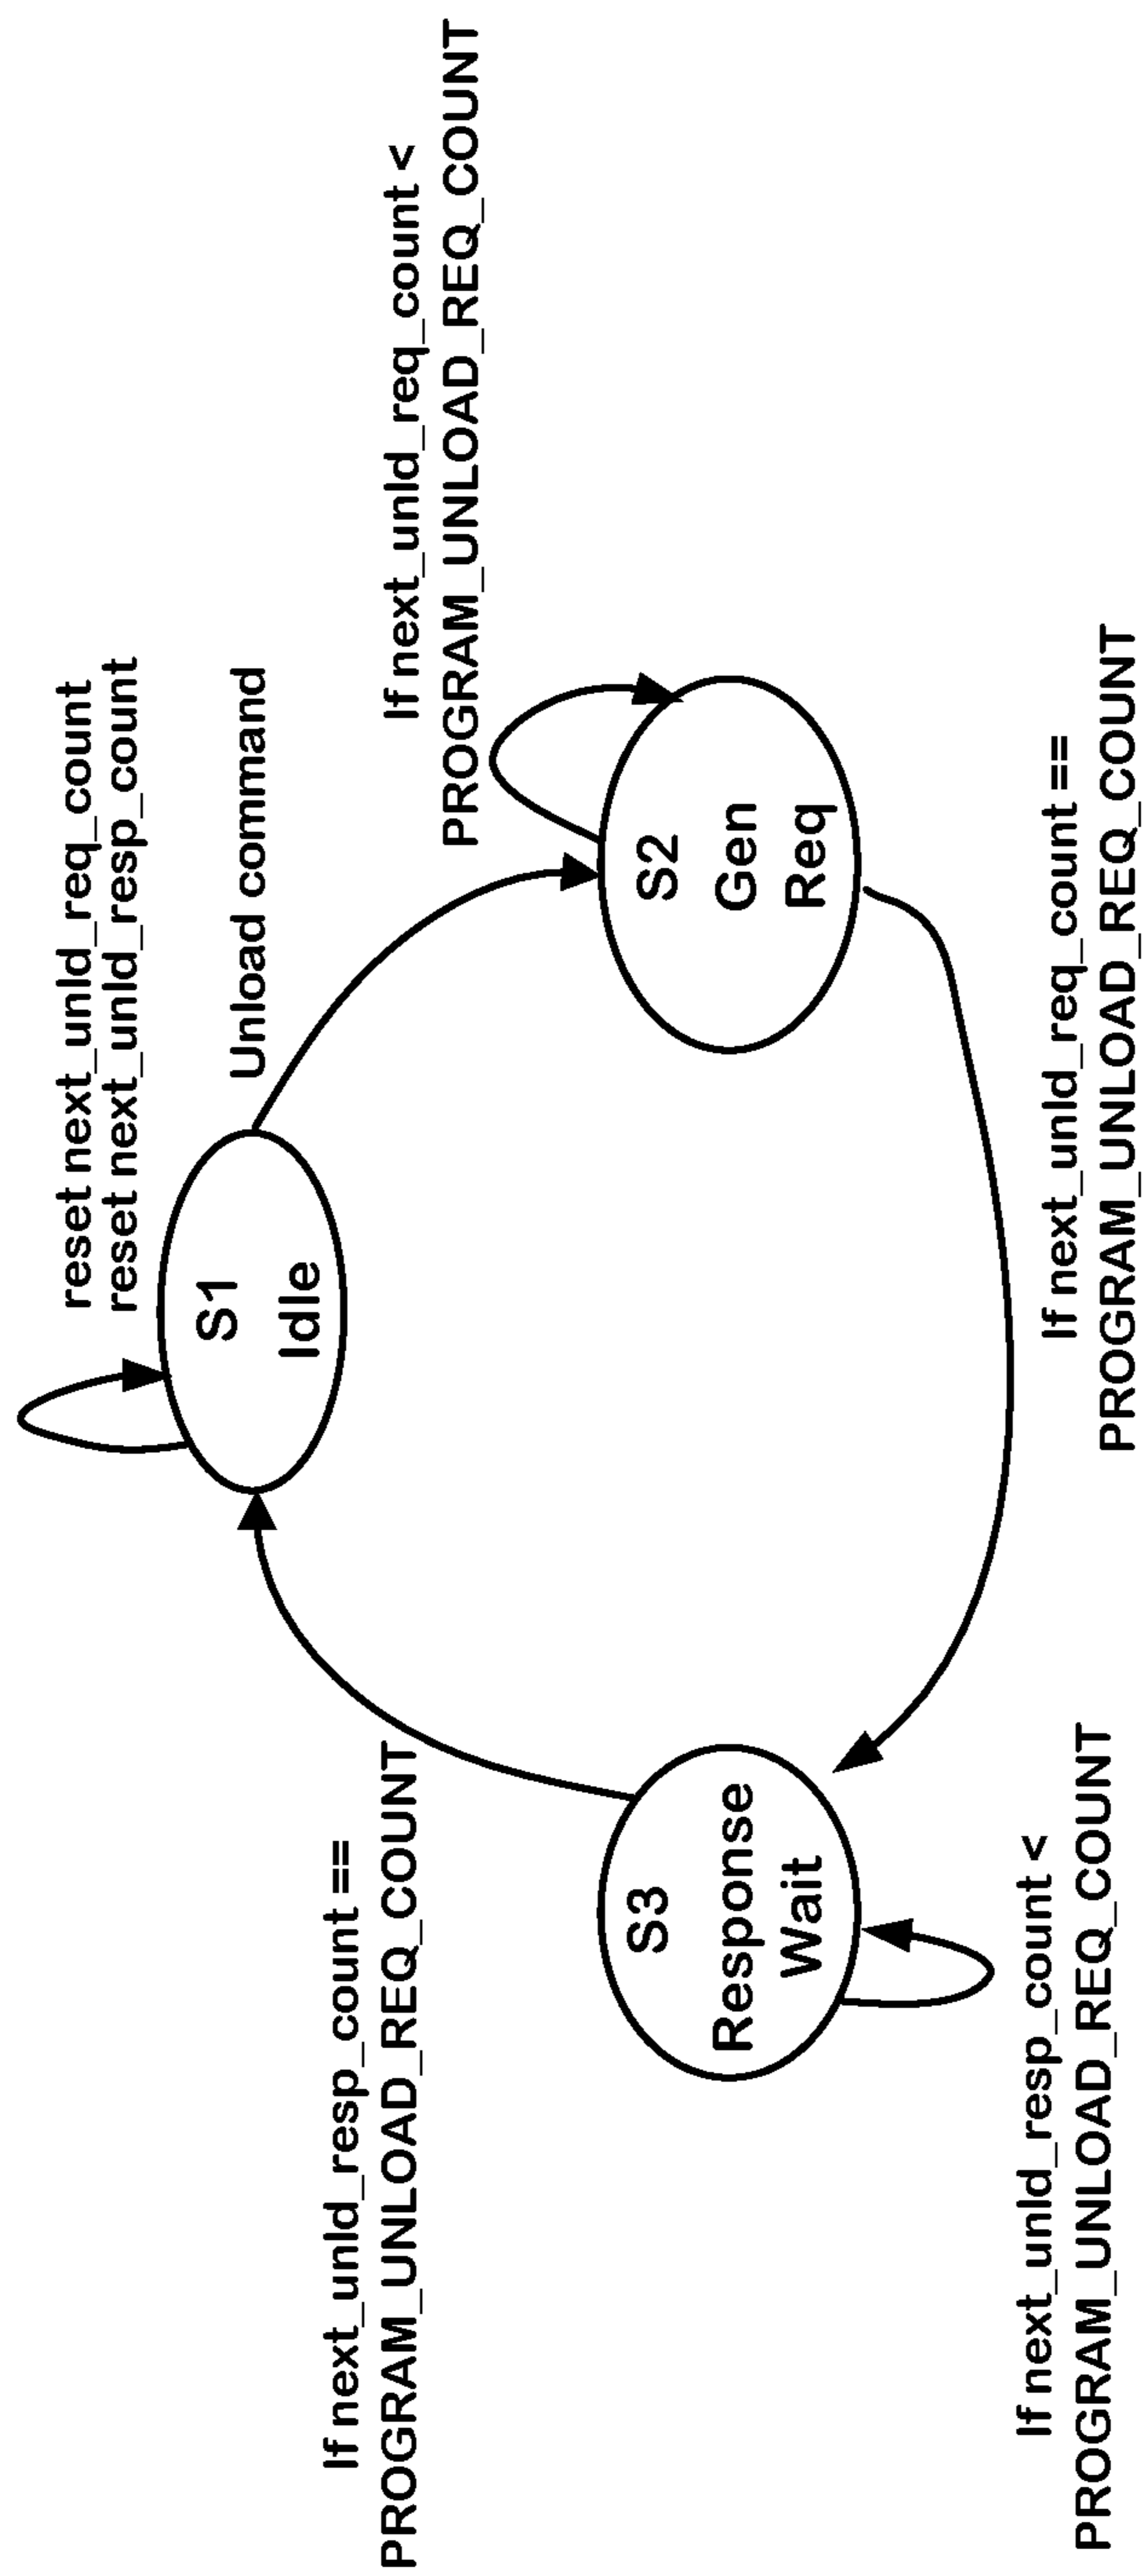 reset next_unld_req_count
reset next_unld_resp_count
Unload command
S1
Idle
If next_unld_req_count <
PROGRAM_UNLOAD_REQ_COUNT
S2
Gen
Req
If next_unld_req_count ==
PROGRAM_UNLOAD_REQ_COUNT
If next_unld_resp_count ==
PROGRAM_UNLOAD_REQ_COUNT
S3
Response
Wait
If next_unld_resp_count <
PROGRAM_UNLOAD_REQ_COUNT